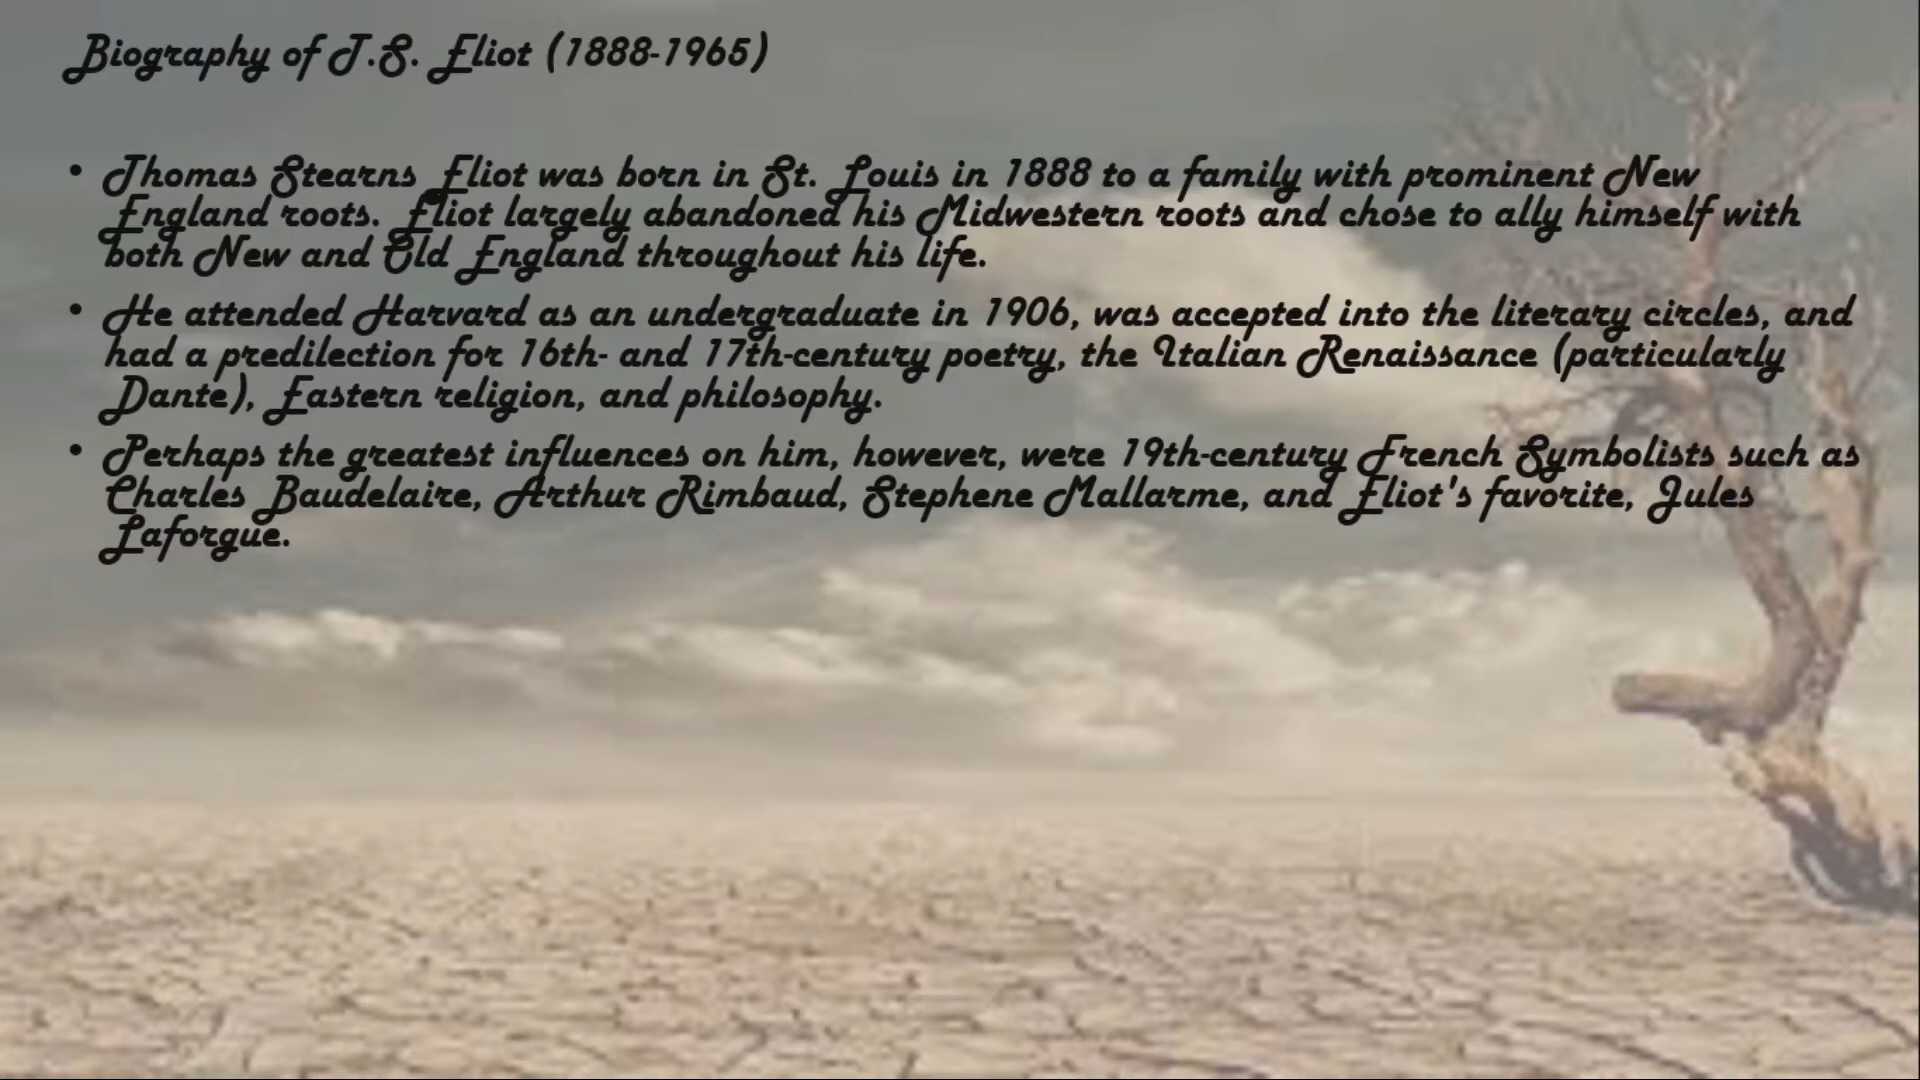 Biography of T.S. Eliot (1888-1965)
• Thomas Stearns Eliot was born in St. Louis in 1888 to a family with prominent New
England roots. Eliot largely abandoned his Midwestern roots and chose to ally himself with
both New and Old England throughout his life.
• He attended Harvard as an undergraduate in 1906, was accepted into the literary circles, and
had a predilection for 16th- and 17th-century poetry, the Italian Renaissance (particularly
Dante), Eastern religion, and philosophy.
• Perhaps the greatest influences on him, however, were 19th-century French Symbolists such as
Charles Baudelaire, Arthur Rimbaud, Stephene Mallarme, and Eliot's favorite, Jules
Laforgue.